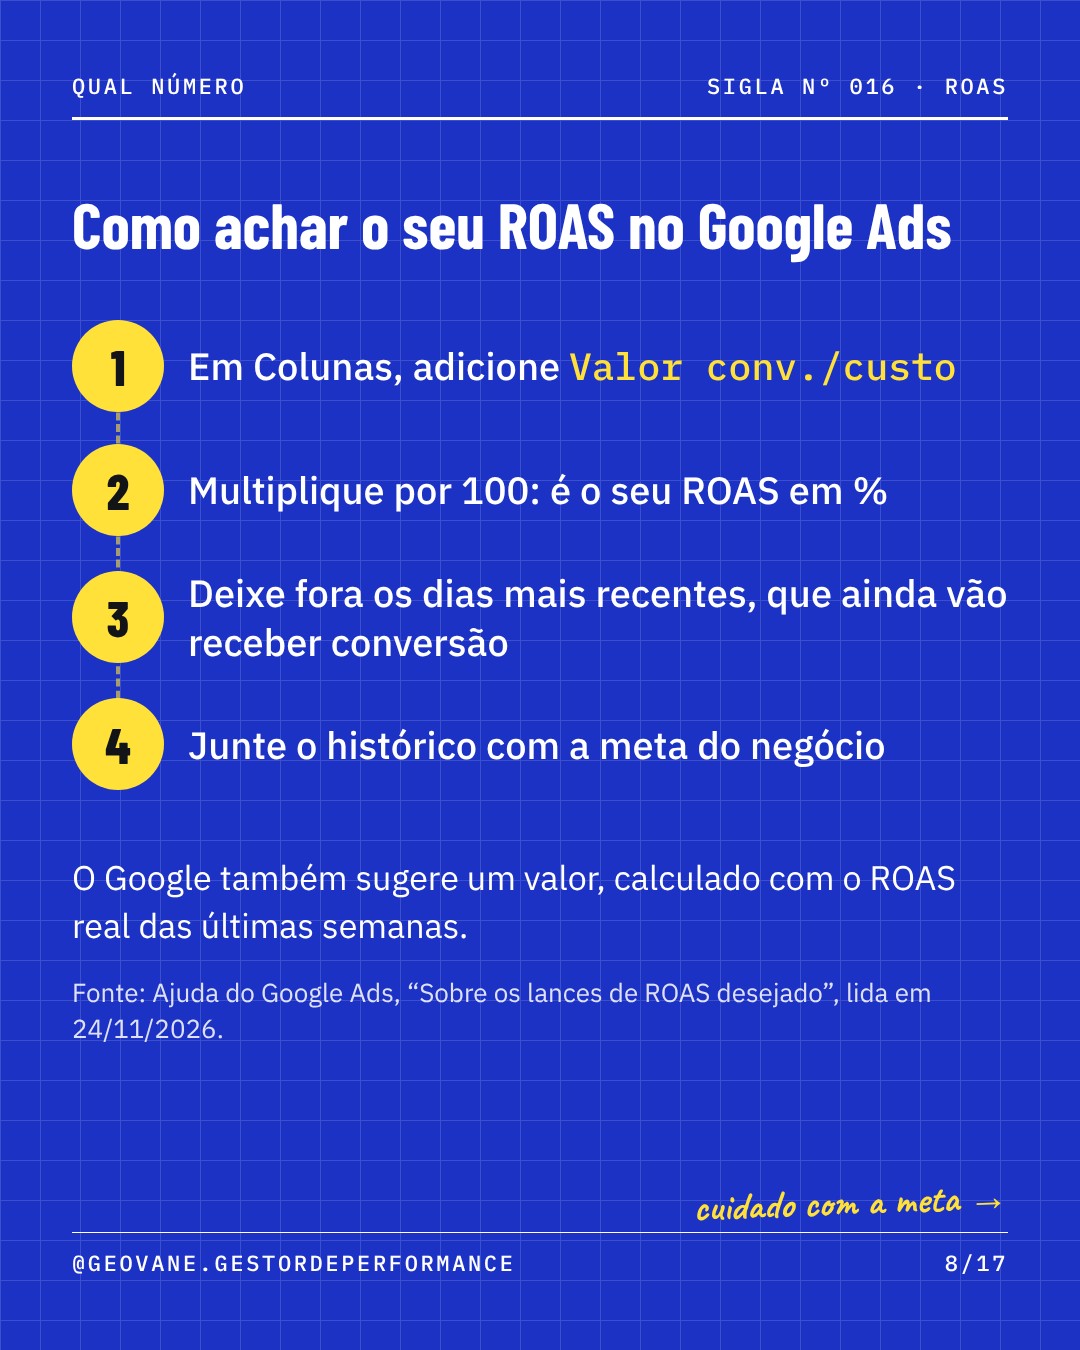 QUAL NÚMERO
SIGLA Nº 016 · ROAS
Como achar o seu ROAS no Google Ads
1 Em Colunas, adicione Valor conv./custo
2 Multiplique por 100: é o seu ROAS em %
3 Deixe fora os dias mais recentes, que ainda vão
receber conversão
4 Junte o histórico com a meta do negócio
O Google também sugere um valor, calculado com o ROAS
real das últimas semanas.
Fonte: Ajuda do Google Ads, “Sobre os lances de ROAS desejado”, lida em
24/11/2026.
cuidado com a meta →
@GEOVANE.GESTORDEPERFORMANCE
8/17